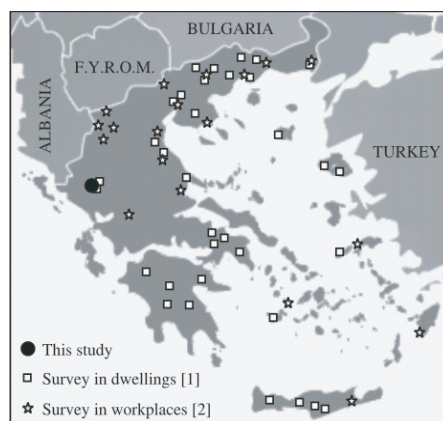 BULGARIA
F.Y.R.O.M.
ALBANIA
TURKEY
This study
Survey in dwellings [1]
Survey in workplaces [2]